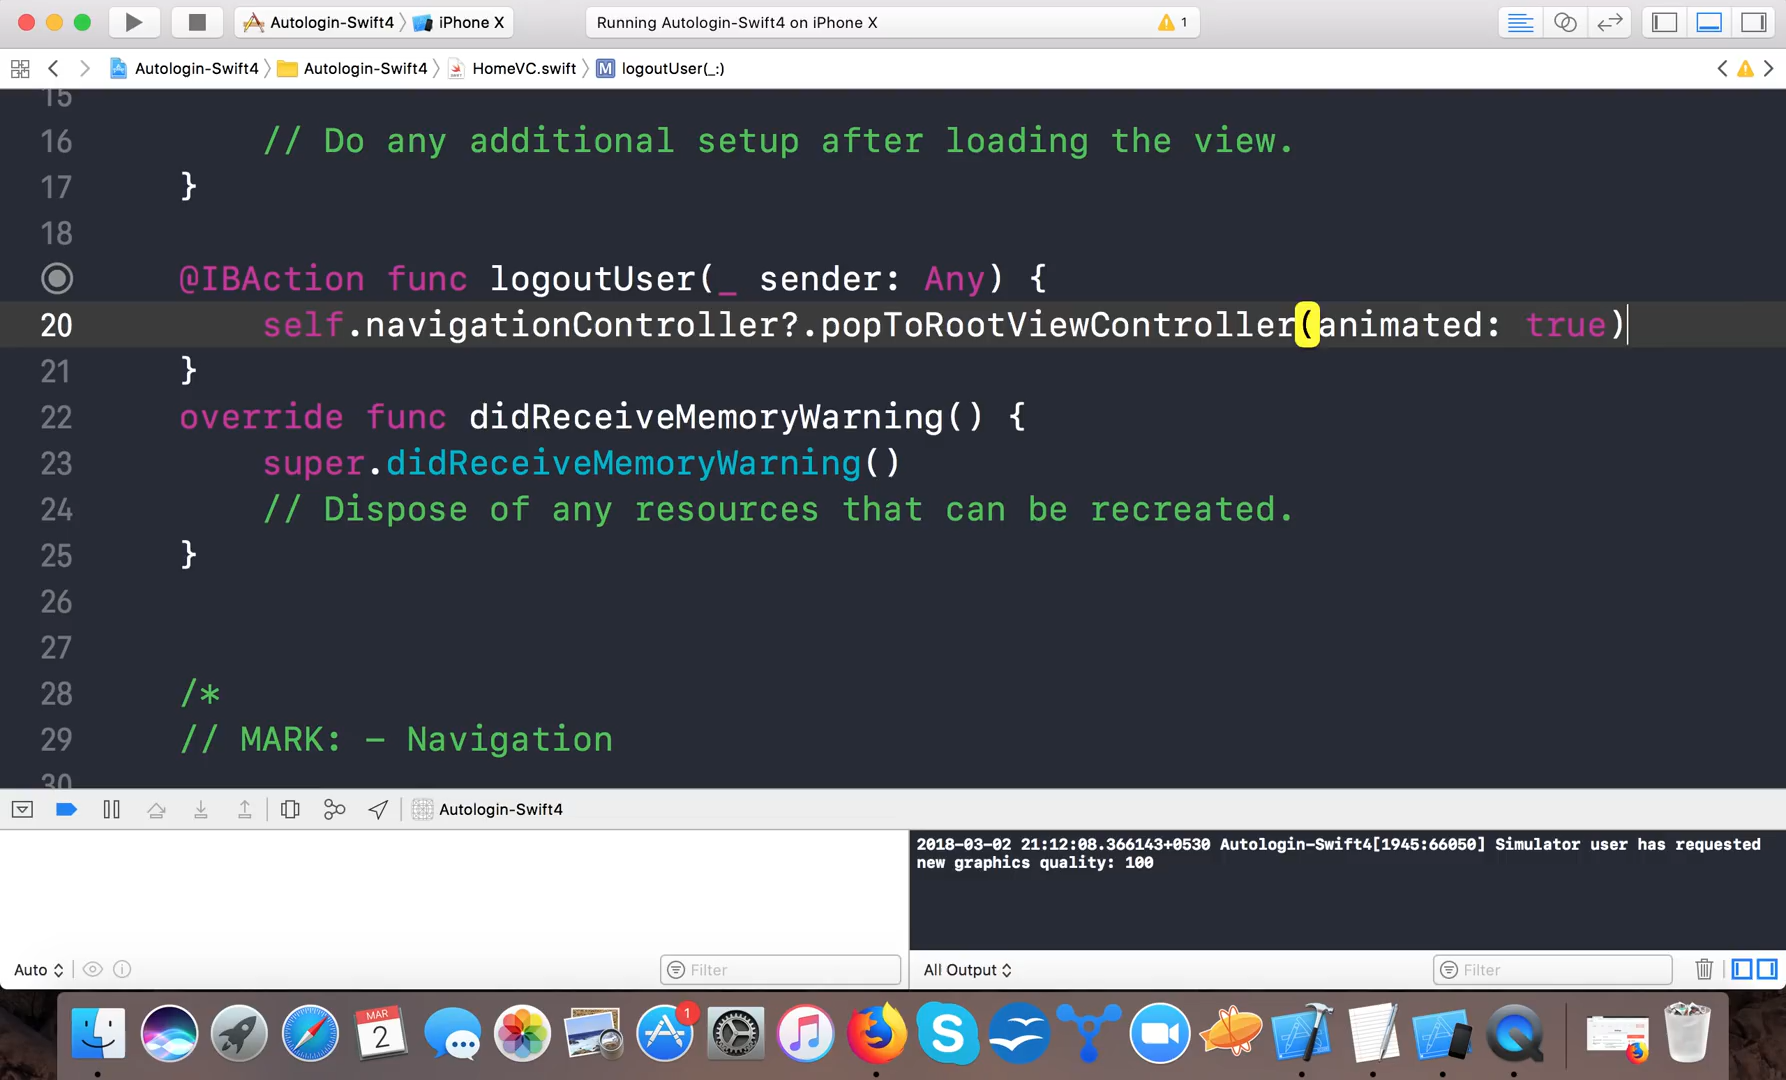 Autologin-Swift4 iPhone X Running Autologin-Swift4 on iPhone X 1
Autologin-Swift4 Autologin-Swift4 HomeVC.swift M logoutUser(_:)
15
16 // Do any additional setup after loading the view.
17 }
18
@IBAction func logoutUser(_ sender: Any) {
20 self.navigationController?.popToRootViewController(animated: true)
21 }
22 override func didReceiveMemoryWarning() {
23 super.didReceiveMemoryWarning()
24 // Dispose of any resources that can be recreated.
25 }
26
27
28 /*
29 // MARK: - Navigation
30
Autologin-Swift4
2018-03-02 21:12:08.366143+0530 Autologin-Swift4[1945:66050] Simulator user has requested
new graphics quality: 100
Auto Filter All Output Filter
MAR
2
1
S